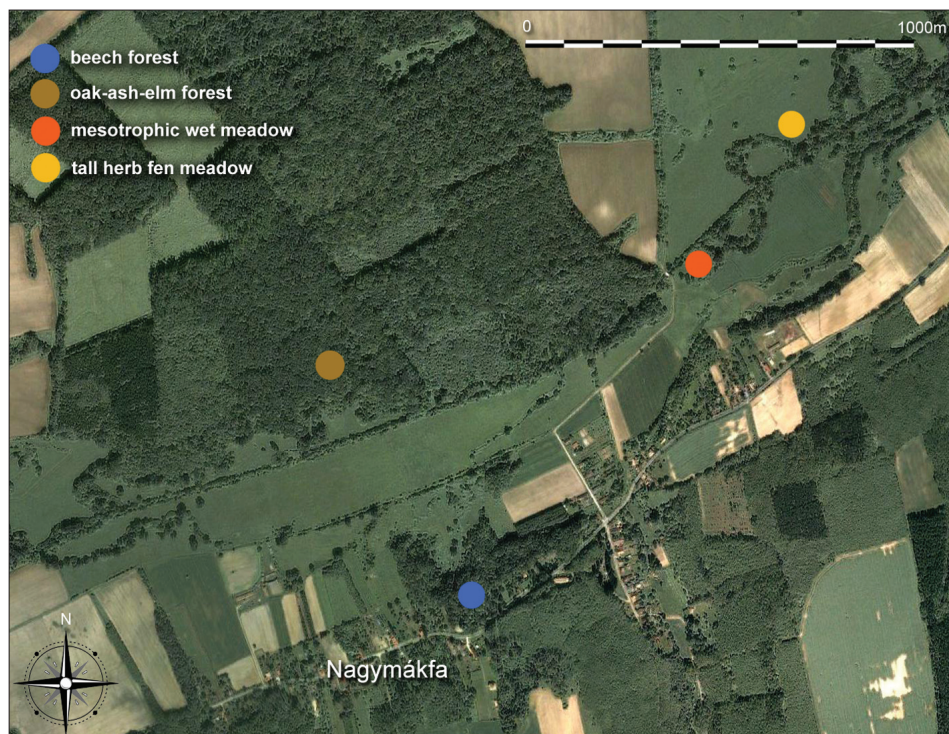 0 1000m
beech forest
oak-ash-elm forest
mesotrophic wet meadow
tall herb fen meadow
N
Nagymákfa